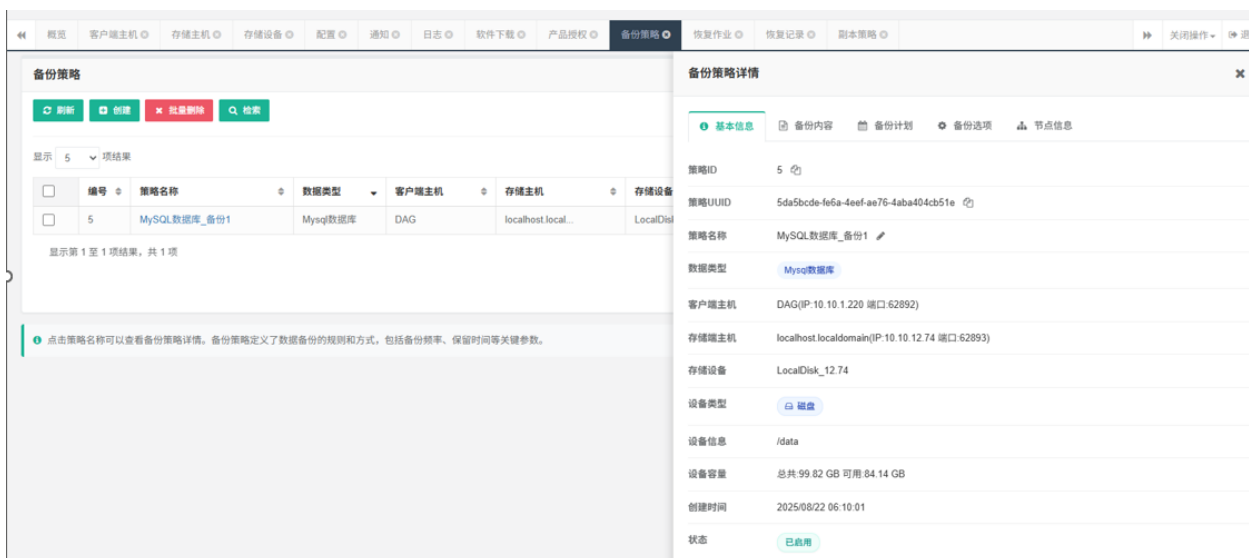 概览 客户端主机 存储主机 存储设备 配置 通知 日志 软件下载 产品授权 备份策略 恢复作业 恢复记录 副本策略 关闭操作
备份策略
刷新 创建 批量删除 检索
显示 5 项结果
编号 策略名称 数据类型 客户端主机 存储主机 存储设备
5 MySQL数据库_备份1 Mysql数据库 DAG localhost.local... LocalDis
显示第 1 至 1 项结果，共 1 项
点击策略名称可以查看备份策略详情。备份策略定义了数据备份的规则和方式，包括备份频率、保留时间等关键参数。
备份策略详情
基本信息 备份内容 备份计划 备份选项 节点信息
策略ID 5
策略UUID 5da5bcde-fe6a-4eef-ae76-4aba404cb51e
策略名称 MySQL数据库_备份1
数据类型 Mysql数据库
客户端主机 DAG(IP:10.10.1.220 端口:62892)
存储端主机 localhost.localdomain(IP:10.10.12.74 端口:62893)
存储设备 LocalDisk_12.74
设备类型 磁盘
设备信息 /data
设备容量 总共:99.82 GB 可用:84.14 GB
创建时间 2025/08/22 06:10:01
状态 已启用